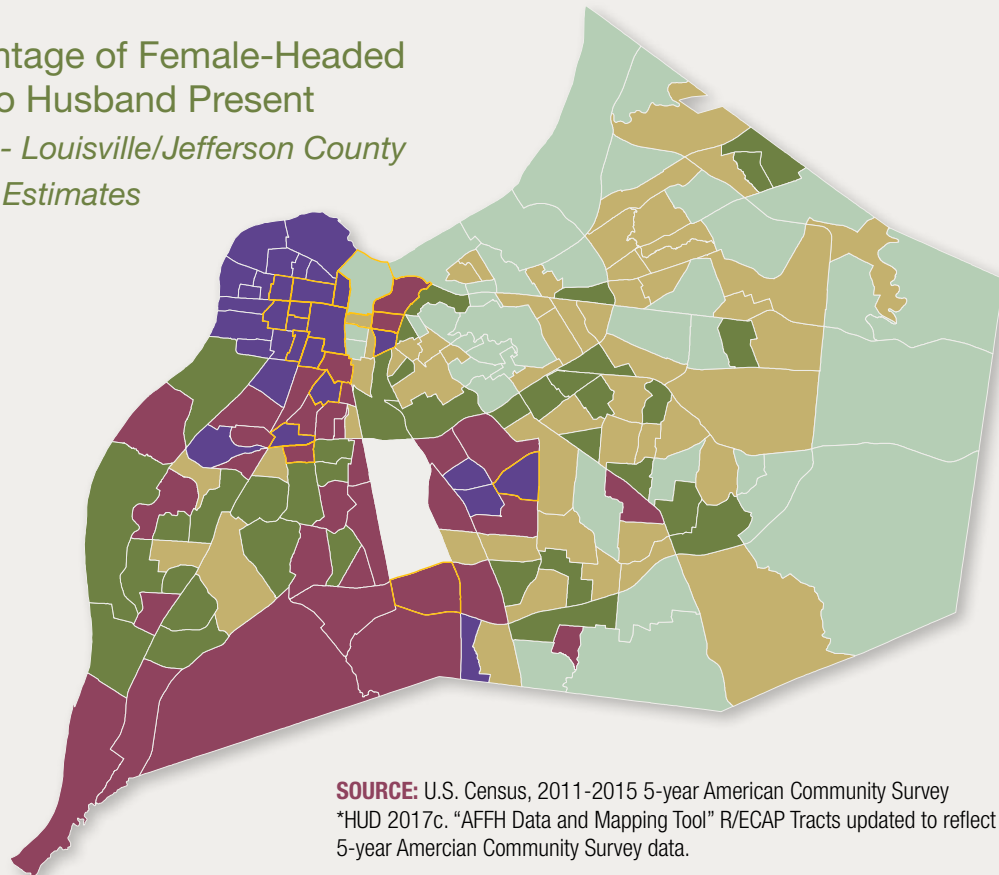 ntage of Female-Headed
o Husband Present
- Louisville/Jefferson County
Estimates
SOURCE: U.S. Census, 2011-2015 5-year American Community Survey
*HUD 2017c. “AFFH Data and Mapping Tool” R/ECAP Tracts updated to reflect
5-year Amercian Community Survey data.